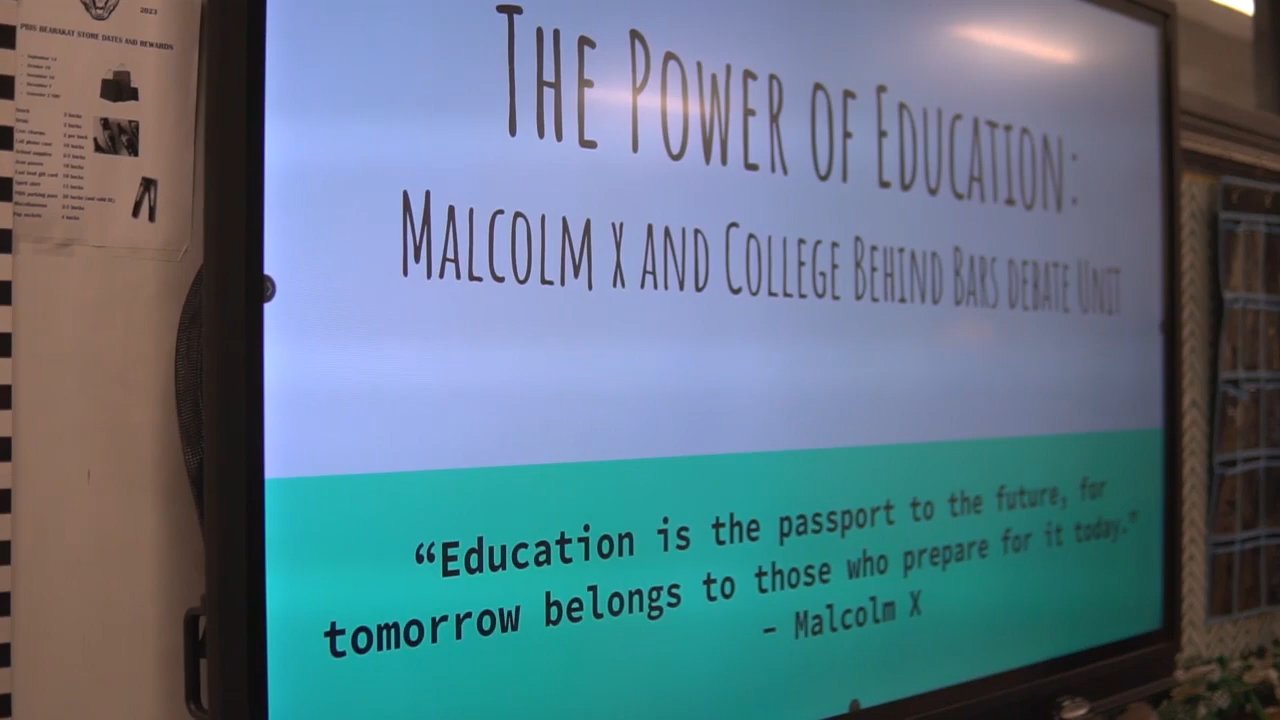 2023
PBIS BEARAKAT STORE DATES AND REWARDS
THE POWER OF EDUCATION:
MALCOLM X AND COLLEGE BEHIND BARS DEBATE UNIT
“Education is the passport to the future, for
tomorrow belongs to those who prepare for it today.”
– Malcolm X